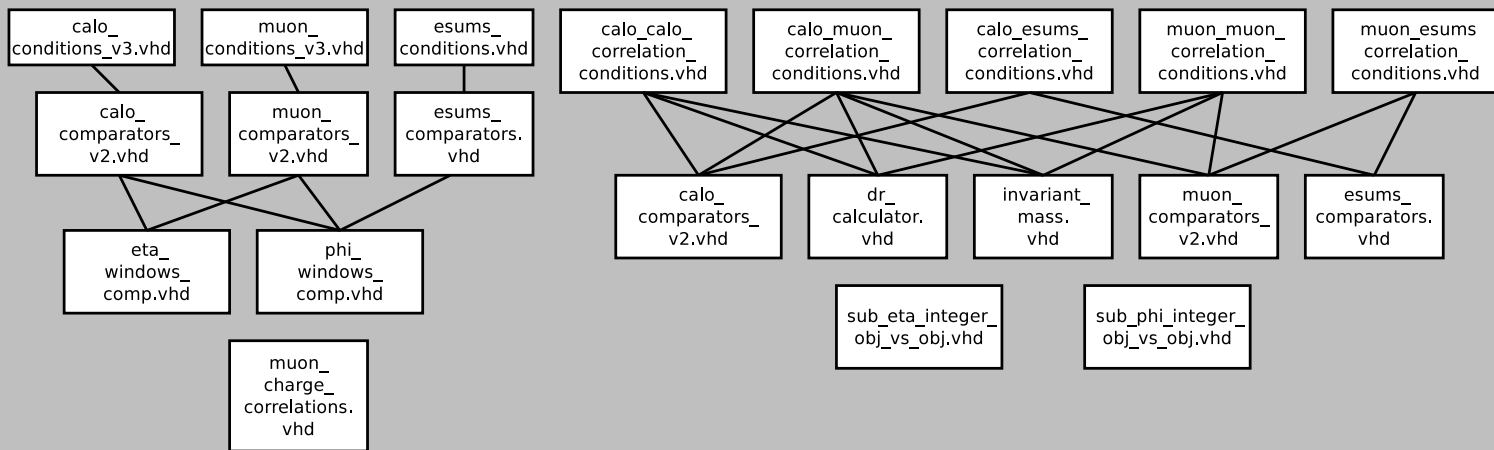 calo_
conditions_v3.vhd
muon_
conditions_v3.vhd
esums_
conditions.vhd
calo_calo_
correlation_
conditions.vhd
calo_muon_
correlation_
conditions.vhd
calo_esums_
correlation_
conditions.vhd
muon_muon_
correlation_
conditions.vhd
muon_esums
correlation_
conditions.vhd
calo_
comparators_
v2.vhd
muon_
comparators_
v2.vhd
esums_
comparators.
vhd
calo_
comparators_
v2.vhd
dr_
calculator.
vhd
invariant_
mass.
vhd
muon_
comparators_
v2.vhd
esums_
comparators.
vhd
eta_
windows_
comp.vhd
phi_
windows_
comp.vhd
sub_eta_integer_
obj_vs_obj.vhd
sub_phi_integer_
obj_vs_obj.vhd
muon_
charge_
correlations.
vhd